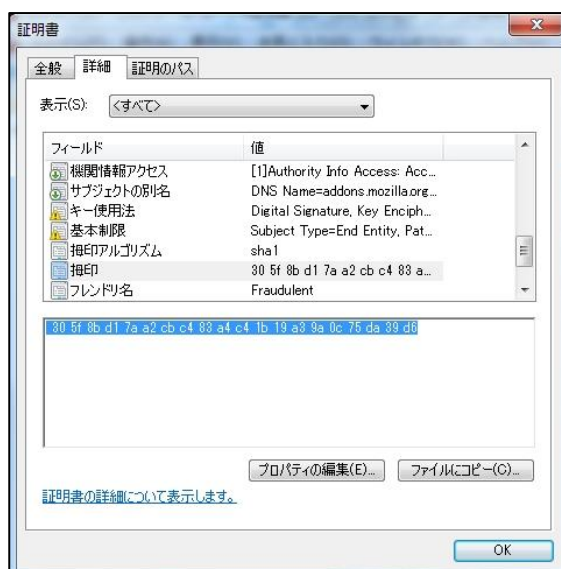 証明書
全般 詳細 証明のパス
表示(S): <すべて>
フィールド 値
機関情報アクセス [1]Authority Info Access: Acc...
サブジェクトの別名 DNS Name=addons.mozilla.org...
キー使用法 Digital Signature, Key Enciph...
基本制限 Subject Type=End Entity, Pat...
拇印アルゴリズム sha1
拇印 30 5f 8b d1 7a a2 cb c4 83 a...
フレンドリ名 Fraudulent
30 5f 8b d1 7a a2 cb c4 83 a4 c4 1b 19 a3 9a 0c 75 da 39 d6
プロパティの編集(E)... ファイルにコピー(C)...
証明書の詳細について表示します。
OK